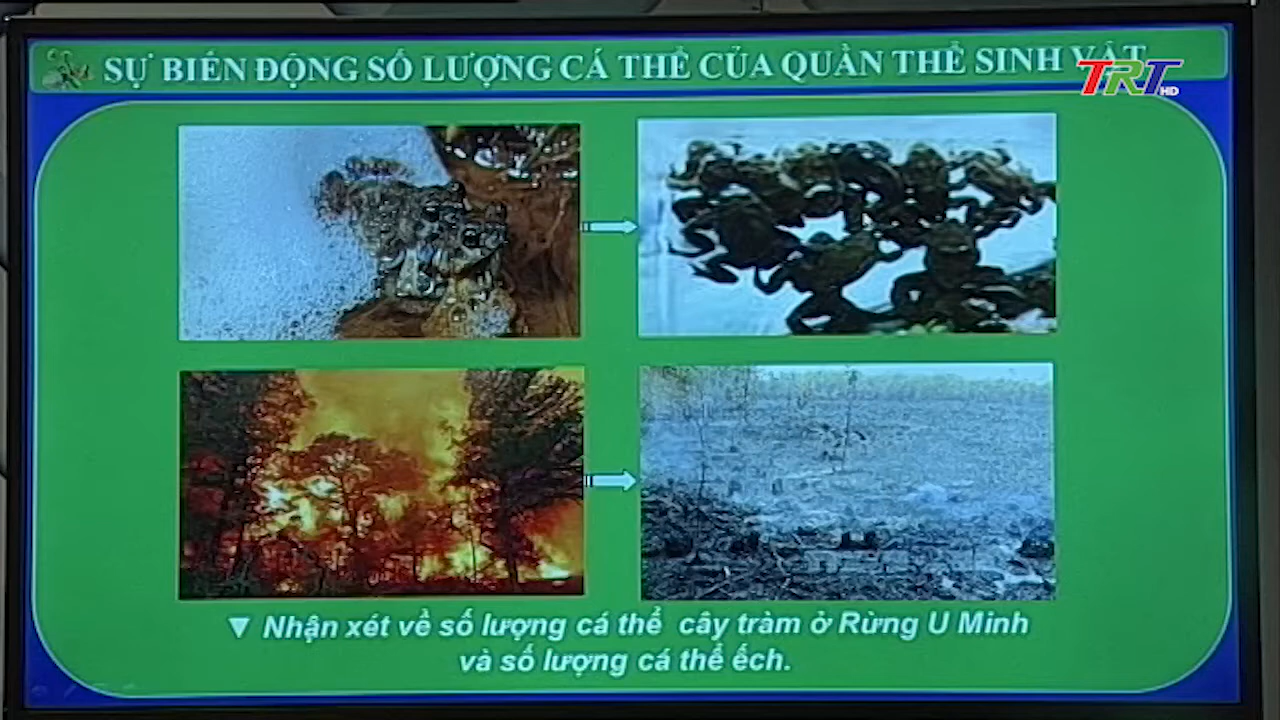 SỰ BIẾN ĐỘNG SỐ LƯỢNG CÁ THỂ CỦA QUẦN THỂ SINH VẬT
TRT HD
▼ Nhận xét về số lượng cá thể cây tràm ở Rừng U Minh
và số lượng cá thể ếch.